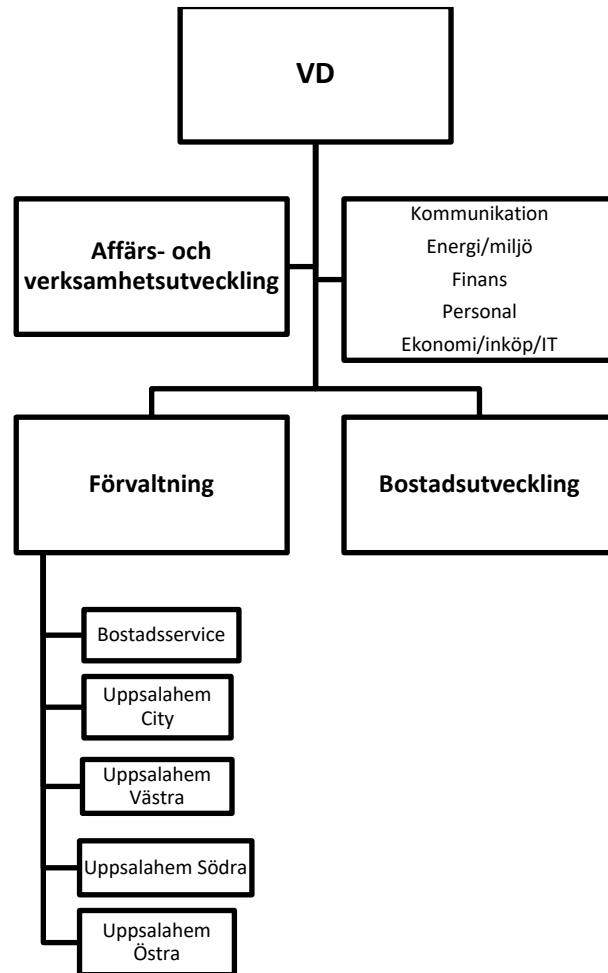 VD
Affärs- och
verksamhetsutveckling
Kommunikation
Energi/miljö
Finans
Personal
Ekonomi/inköp/IT
Förvaltning
Bostadsutveckling
Bostadsservice
Uppsalahem
City
Uppsalahem
Västra
Uppsalahem Södra
Uppsalahem
Östra